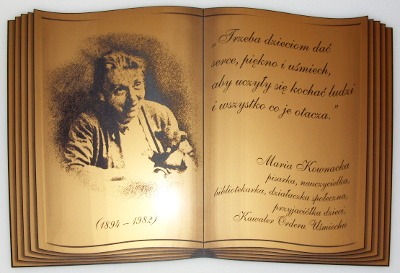 (1894 – 1982)
„Trzeba dzieciom dać
serce, piękno i uśmiech,
aby uczyły się kochać ludzi
i wszystko co je otacza.”
Maria Kownacka
pisarka, nauczycielka,
bibliotekarka, działaczka społeczna,
przyjaciółka dzieci,
Kawaler Orderu Uśmiechu